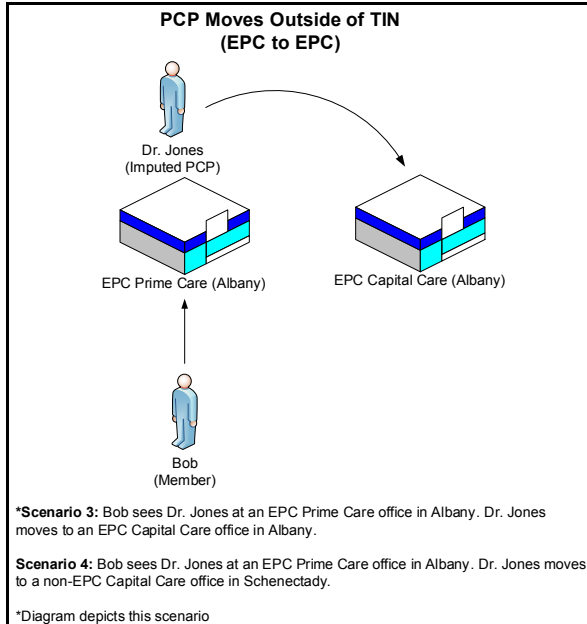 PCP Moves Outside of TIN
(EPC to EPC)
Dr. Jones
(Imputed PCP)
EPC Prime Care (Albany)
EPC Capital Care (Albany)
Bob
(Member)
*Scenario 3: Bob sees Dr. Jones at an EPC Prime Care office in Albany. Dr. Jones
moves to an EPC Capital Care office in Albany.
Scenario 4: Bob sees Dr. Jones at an EPC Prime Care office in Albany. Dr. Jones moves
to a non-EPC Capital Care office in Schenectady.
*Diagram depicts this scenario